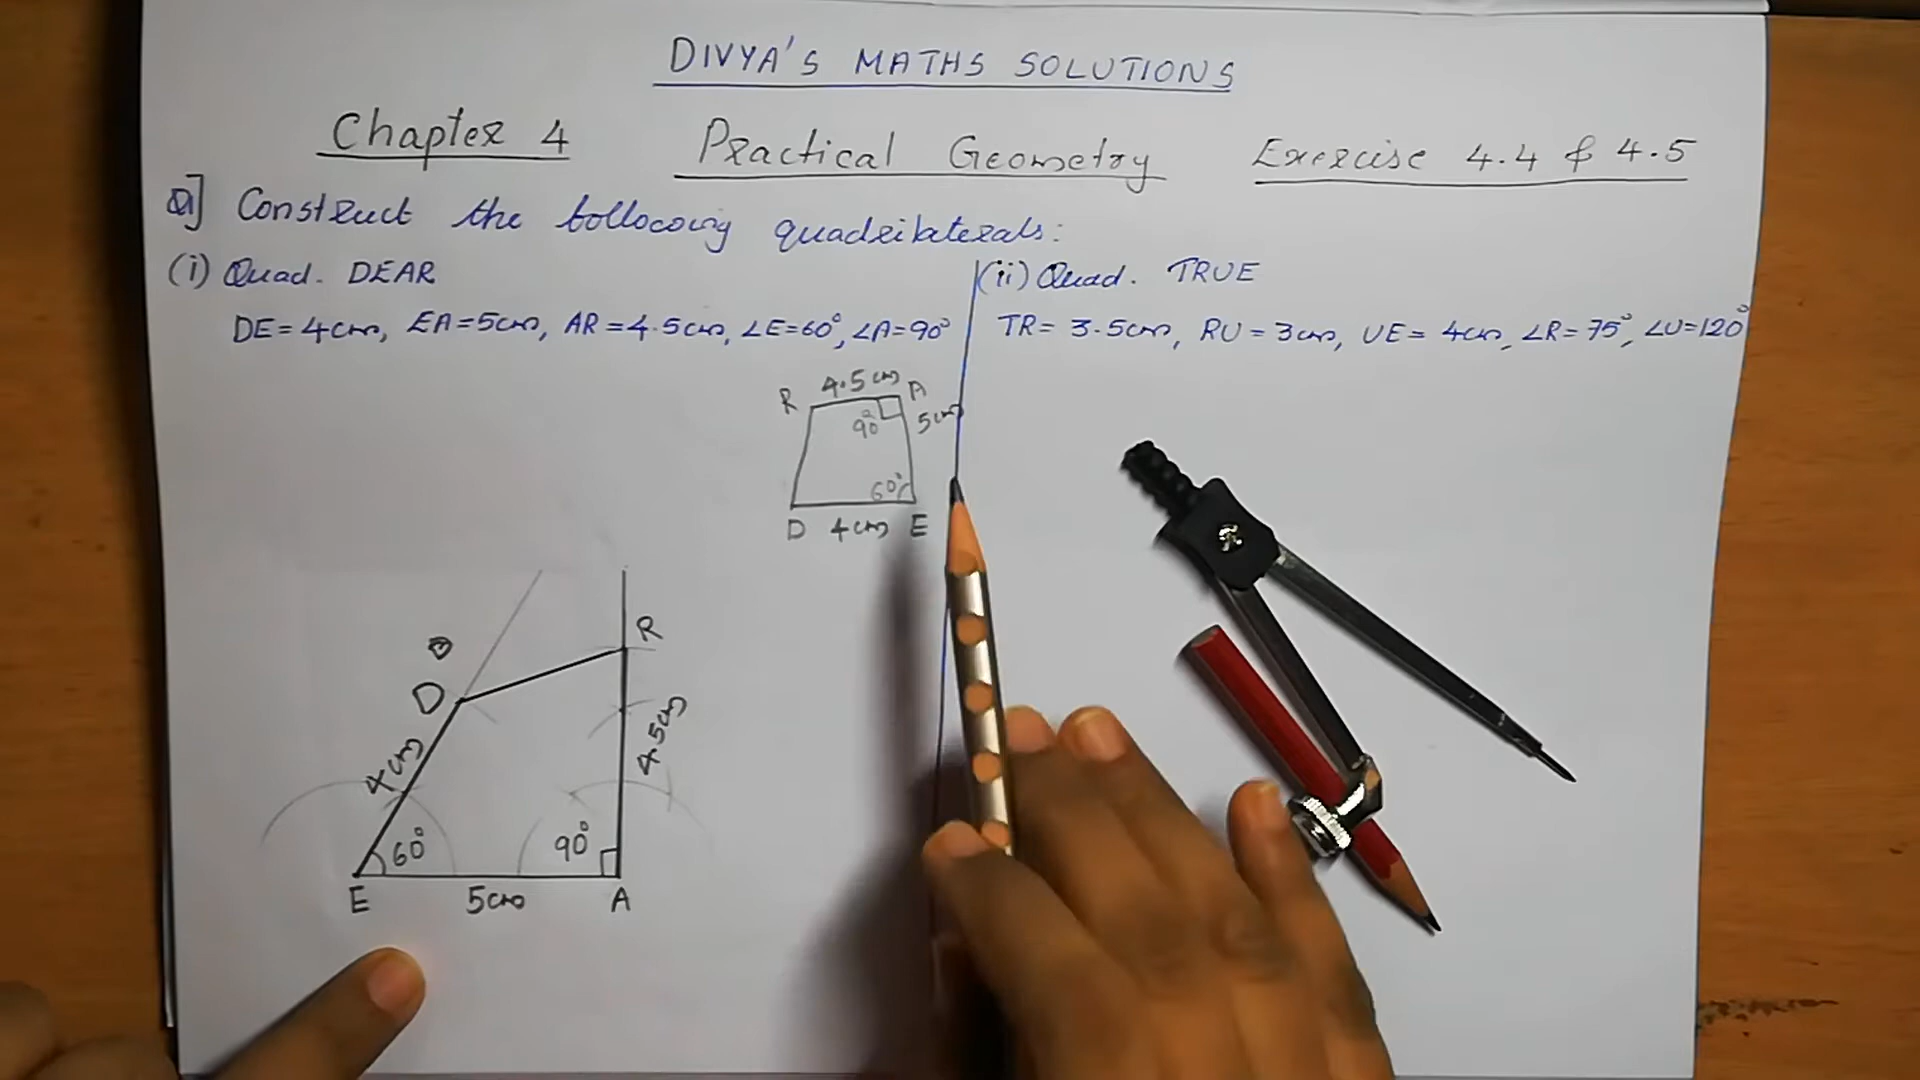 DIVYA'S MATHS SOLUTIONS
Chapter 4 Practical Geometry Exercise 4.4 & 4.5
Q] Construct the following quadrilaterals:
(i) Quad. DEAR
DE = 4cm, EA = 5cm, AR = 4.5cm, ∠E = 60°, ∠A = 90°
(ii) Quad. TRUE
TR = 3.5cm, RU = 3cm, UE = 4cm, ∠R = 75°, ∠U = 120°
R 4.5cm A
90° 5cm
60°
D 4cm E
R
D
4cm 4.5cm
60° 90°
E 5cm A